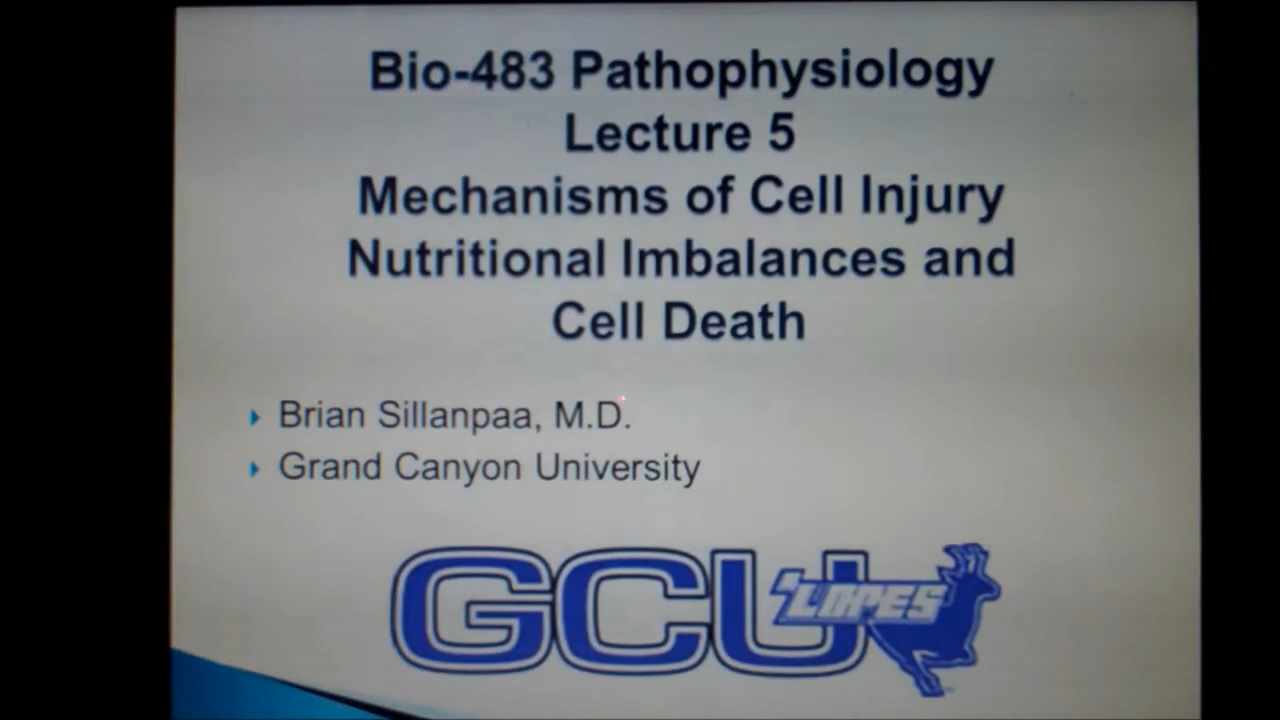 Bio-483 Pathophysiology
Lecture 5
Mechanisms of Cell Injury
Nutritional Imbalances and
Cell Death
Brian Sillanpaa, M.D.
Grand Canyon University
GCU
'LOPES